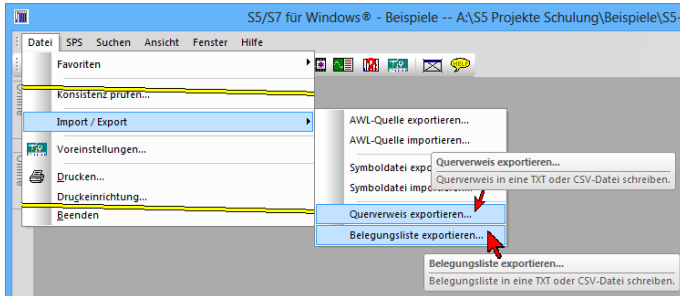 S5/S7 für Windows® - Beispiele -- A:\S5 Projekte Schulung\Beispiele\S5-
Datei SPS Suchen Ansicht Fenster Hilfe
Favoriten
HELP
Konsistenz prüfen...
Import / Export
AWL-Quelle exportieren...
AWL-Quelle importieren...
Voreinstellungen...
Symboldatei expo
Querverweis exportieren...
Querverweis in eine TXT oder CSV-Datei schreiben.
Drucken...
Symboldatei impo
Druckeinrichtung...
Querverweis exportieren...
Beenden
Belegungsliste exportieren...
Belegungsliste exportieren...
Belegungsliste in eine TXT oder CSV-Datei schreiben.